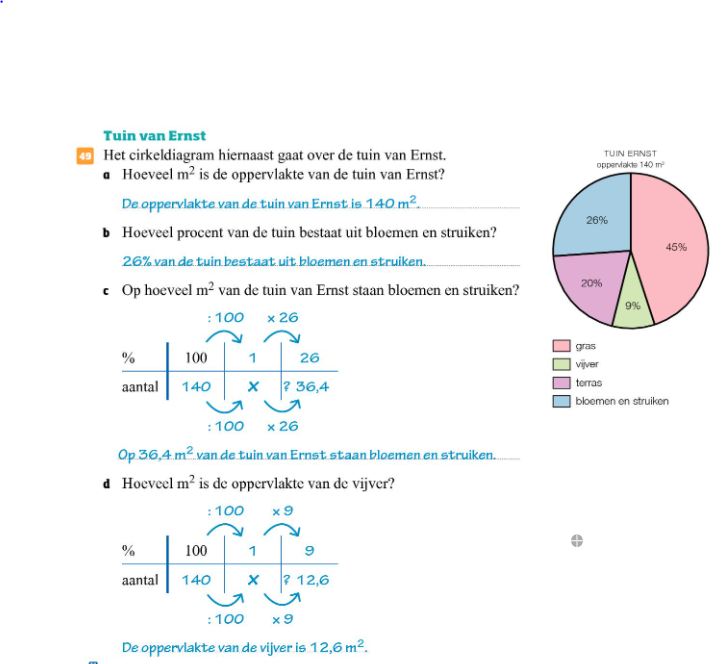 Tuin van Ernst
49 Het cirkeldiagram hiernaast gaat over de tuin van Ernst.
a Hoeveel m² is de oppervlakte van de tuin van Ernst?
De oppervlakte van de tuin van Ernst is 140 m².
b Hoeveel procent van de tuin bestaat uit bloemen en struiken?
26% van de tuin bestaat uit bloemen en struiken.
c Op hoeveel m² van de tuin van Ernst staan bloemen en struiken?
: 100 x 26
% 100 1 26
aantal 140 X ? 36,4
: 100 x 26
Op 36,4 m² van de tuin van Ernst staan bloemen en struiken.
d Hoeveel m² is de oppervlakte van de vijver?
: 100 x 9
% 100 1 9
aantal 140 X ? 12,6
: 100 x 9
De oppervlakte van de vijver is 12,6 m².
TUIN ERNST
oppervlakte 140 m²
26%
45%
20%
9%
gras
vijver
terras
bloemen en struiken